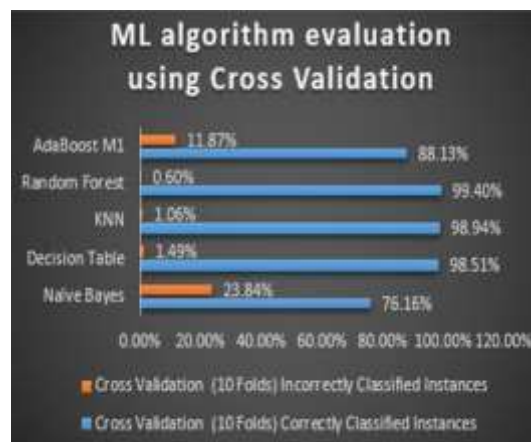 ML algorithm evaluation
using Cross Validation
AdaBoost M1
11.87%
88.13%
Random Forest
0.60%
99.40%
KNN
1.06%
98.94%
Decision Table
1.49%
98.51%
Naïve Bayes
23.84%
76.16%
0.00% 20.00% 40.00% 60.00% 80.00% 100.00% 120.00%
Cross Validation (10 Folds) Incorrectly Classified Instances
Cross Validation (10 Folds) Correctly Classified Instances